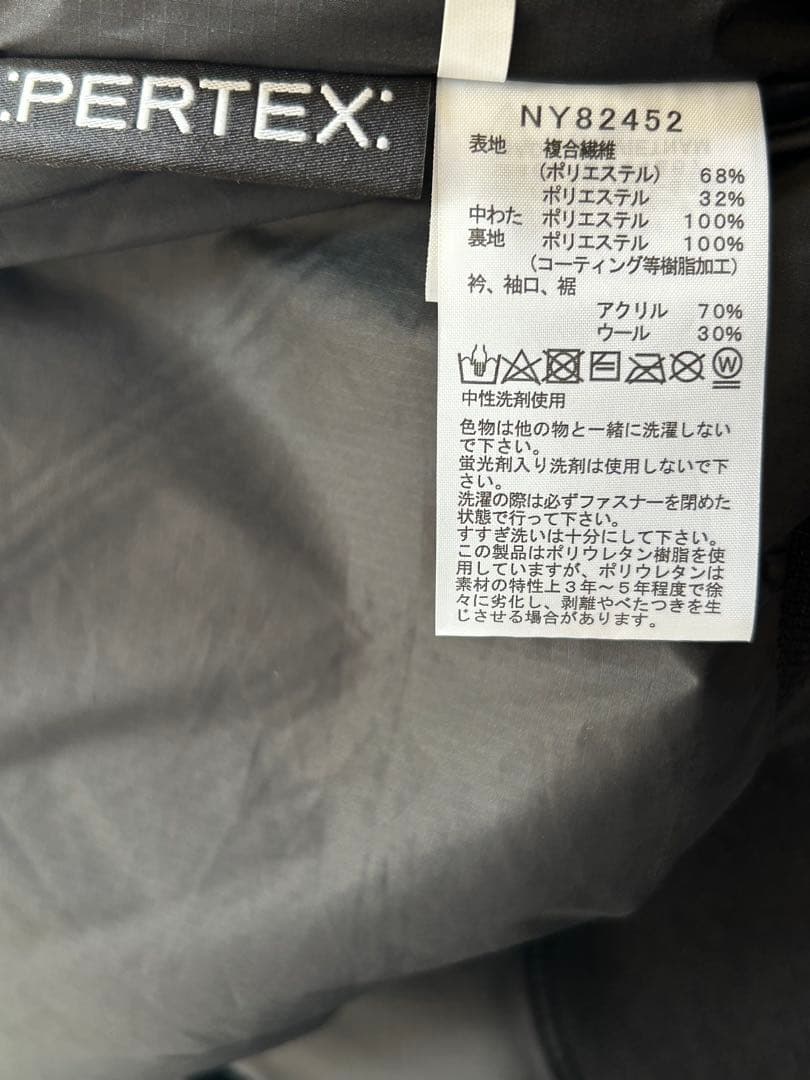 :PERTEX:
NY82452
表地 複合繊維
(ポリエステル) 68%
ポリエステル 32%
中わた ポリエステル 100%
裏地 ポリエステル 100%
(コーティング等樹脂加工)
衿、袖口、裾
アクリル 70%
ウール 30%
W
中性洗剤使用
色物は他の物と一緒に洗濯しない
で下さい。
蛍光剤入り洗剤は使用しないで下
さい。
洗濯の際は必ずファスナーを閉めた
状態で行って下さい。
すすぎ洗いは十分にして下さい。
この製品はポリウレタン樹脂を使
用していますが、ポリウレタンは
素材の特性上3年~5年程度で徐
々に劣化し、剥離やべたつきを生
じさせる場合があります。